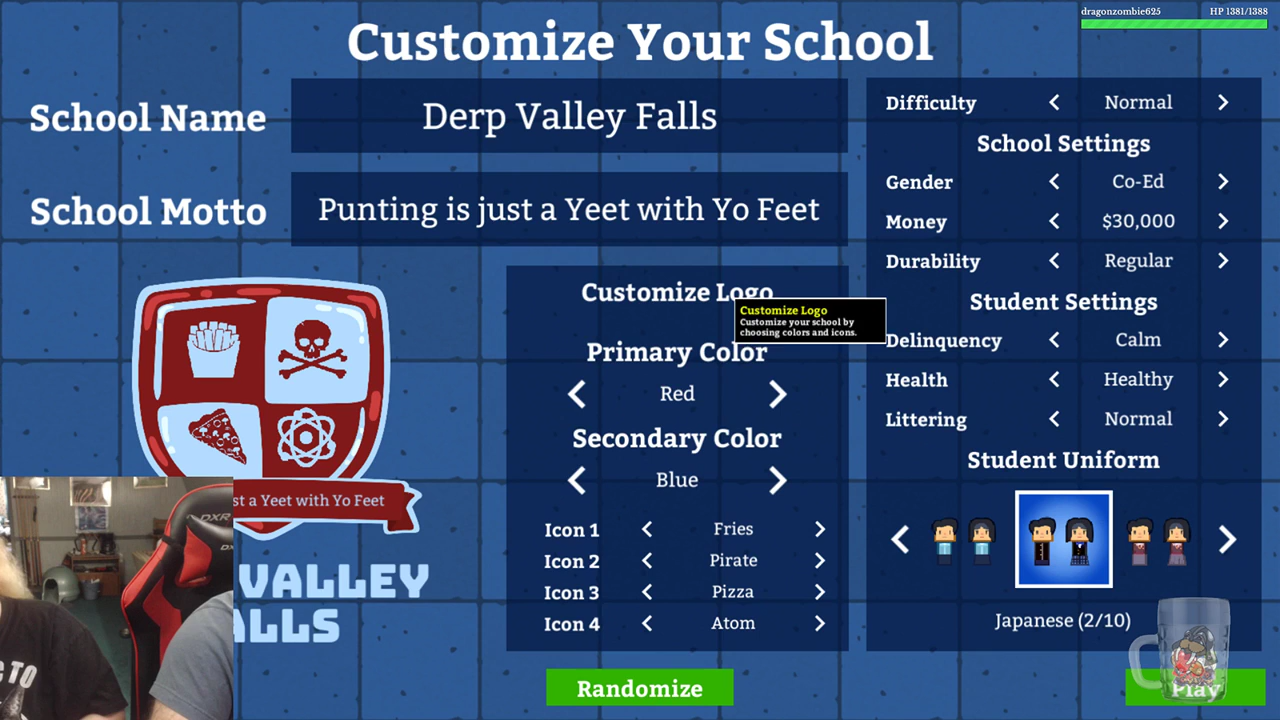 dragonzombie625 HP 1381/1388
Customize Your School
School Name
Derp Valley Falls
School Motto
Punting is just a Yeet with Yo Feet
Customize Logo
Customize Logo
Customize your school by
choosing colors and icons.
Primary Color
< Red >
Secondary Color
< Blue >
Icon 1 < Fries >
Icon 2 < Pirate >
Icon 3 < Pizza >
Icon 4 < Atom >
Randomize
Difficulty < Normal >
School Settings
Gender < Co-Ed >
Money < $30,000 >
Durability < Regular >
Student Settings
Delinquency < Calm >
Health < Healthy >
Littering < Normal >
Student Uniform
Japanese (2/10)
Play
st a Yeet with Yo Feet
VALLEY
ALLS
DXR